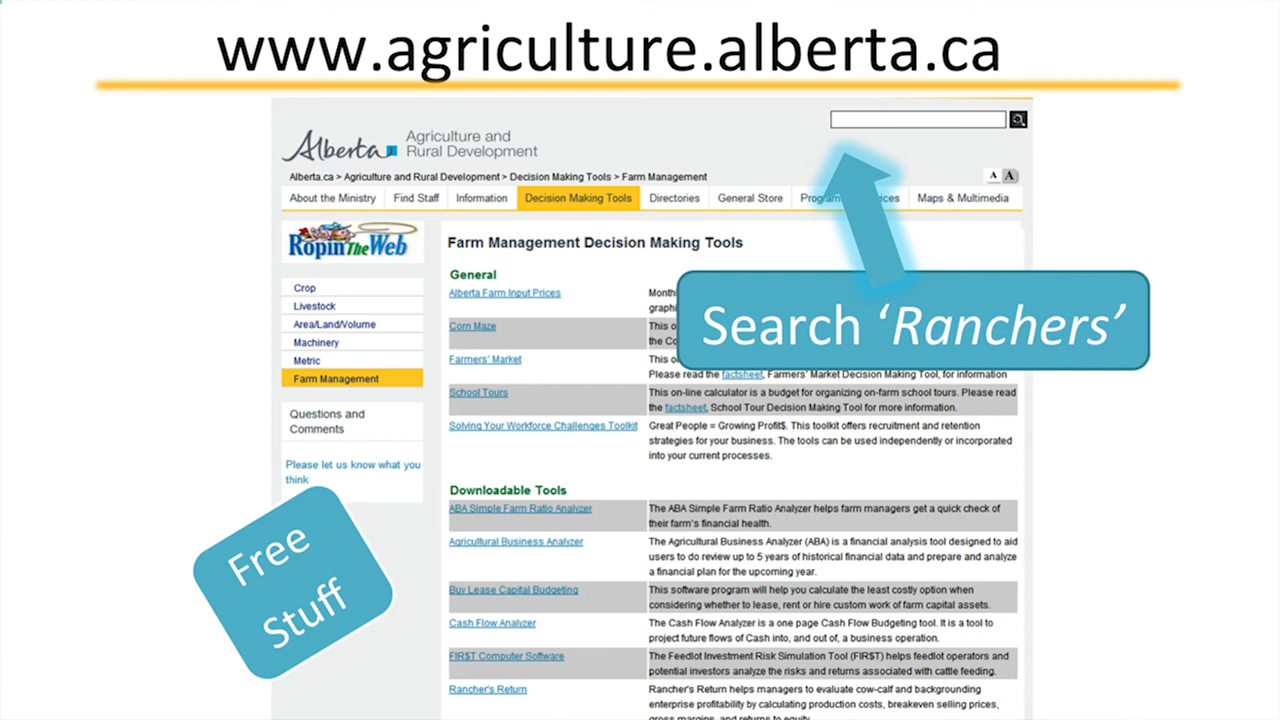 www.agriculture.alberta.ca
Alberta
Agriculture and
Rural Development
Alberta.ca > Agriculture and Rural Development > Decision Making Tools > Farm Management
A A
About the Ministry
Find Staff
Information
Decision Making Tools
Directories
General Store
Maps & Multimedia
Ropin The Web
Crop
Livestock
Area/Land/Volume
Machinery
Metric
Farm Management
Questions and
Comments
Please let us know what you
think
Free
Stuff
Search ‘Ranchers’
Farm Management Decision Making Tools
General
Alberta Farm Input Prices
Corn Maze
This
the
Farmers' Market
This
Please read the factsheet, Farmers' Market Decision Making Tool, for information
School Tours
This on-line calculator is a budget for organizing on-farm school tours. Please read
the factsheet, School Tour Decision Making Tool for more information.
Solving Your Workforce Challenges Toolkit
Great People = Growing Profit$. This toolkit offers recruitment and retention
strategies for your business. The tools can be used independently or incorporated
into your current processes.
Downloadable Tools
ABA Simple Farm Ratio Analyzer
The ABA Simple Farm Ratio Analyzer helps farm managers get a quick check of
their farm's financial health.
Agricultural Business Analyzer
The Agricultural Business Analyzer (ABA) is a financial analysis tool designed to aid
users to do review up to 5 years of historical financial data and prepare and analyze
a financial plan for the upcoming year.
Buy Lease Capital Budgeting
This software program will help you calculate the least costly option when
considering whether to lease, rent or hire custom work of farm capital assets.
Cash Flow Analyzer
The Cash Flow Analyzer is a one page Cash Flow Budgeting tool. It is a tool to
project future flows of Cash into, and out of, a business operation.
FIR$T Computer Software
The Feedlot Investment Risk Simulation Tool (FIR$T) helps feedlot operators and
potential investors analyze the risks and returns associated with cattle feeding.
Rancher's Return
Rancher's Return helps managers to evaluate cow-calf and backgrounding
enterprise profitability by calculating production costs, breakeven selling prices,
gross margins, and returns to equity.